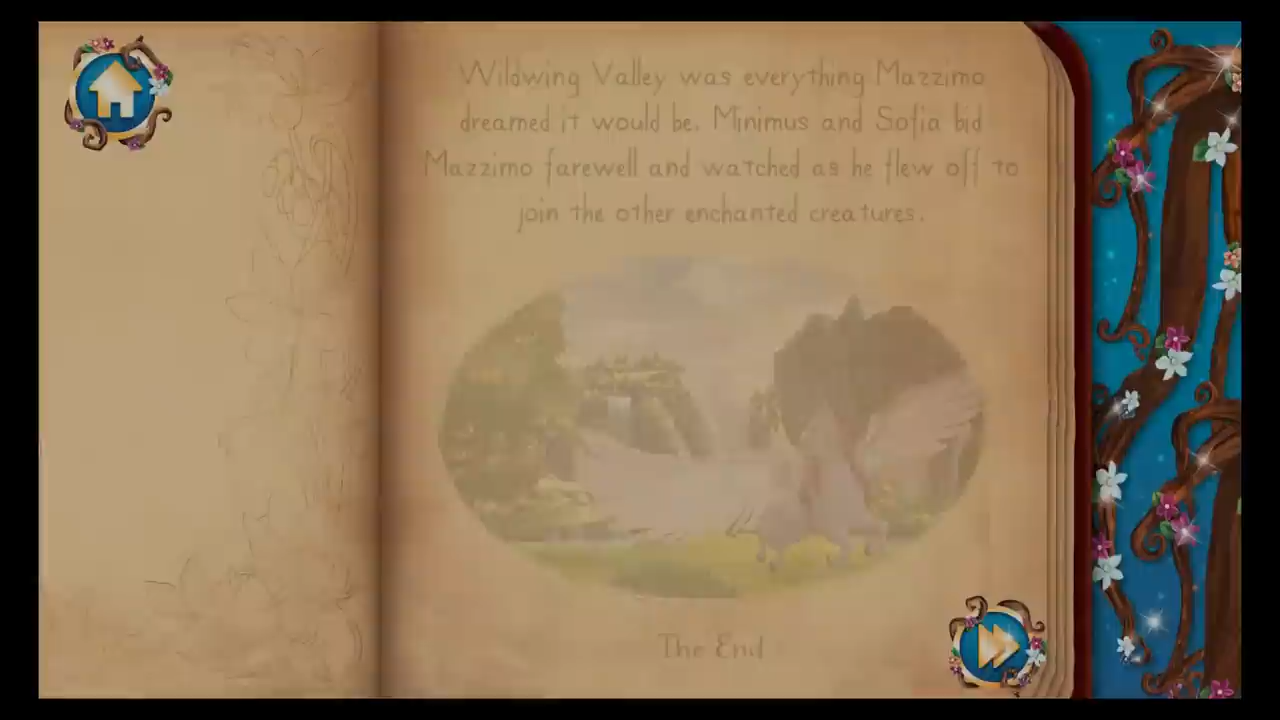 Wildwing Valley was everything Mazzimo
dreamed it would be. Minimus and Sofia bid
Mazzimo farewell and watched as he flew off to
join the other enchanted creatures.
The End